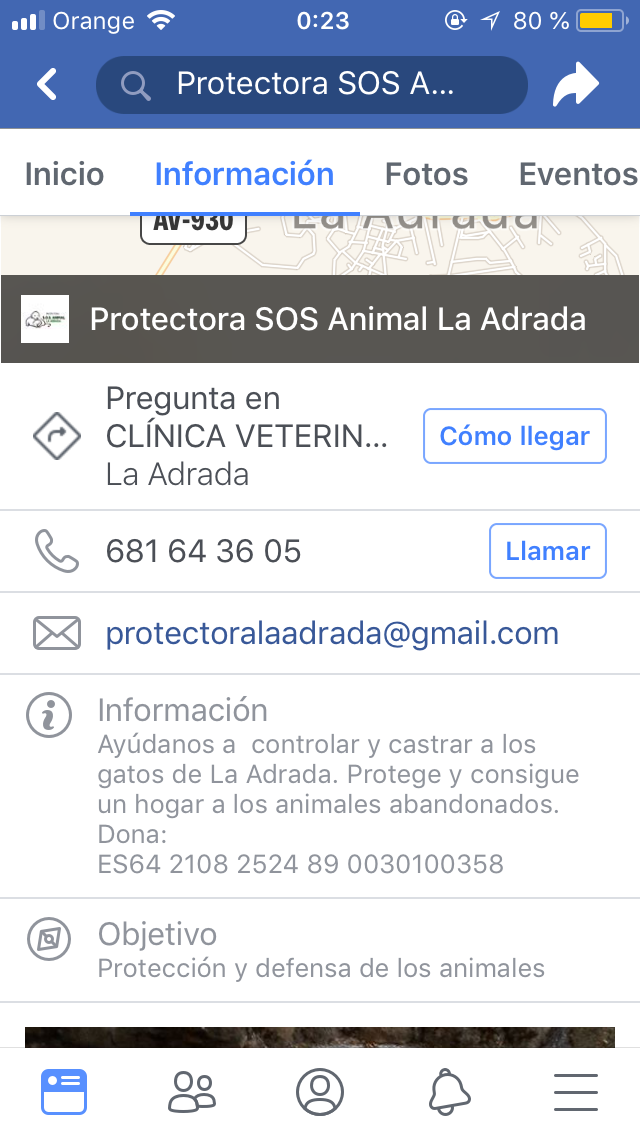 Orange 0:23 80 %
Protectora SOS A...
Inicio Información Fotos Eventos
AV-930 La Adrada
Protectora SOS Animal La Adrada
Pregunta en
CLÍNICA VETERIN...
La Adrada
Cómo llegar
681 64 36 05
Llamar
protectoralaadrada@gmail.com
Información
Ayúdanos a  controlar y castrar a los
gatos de La Adrada. Protege y consigue
un hogar a los animales abandonados.
Dona:
ES64 2108 2524 89 0030100358
Objetivo
Protección y defensa de los animales